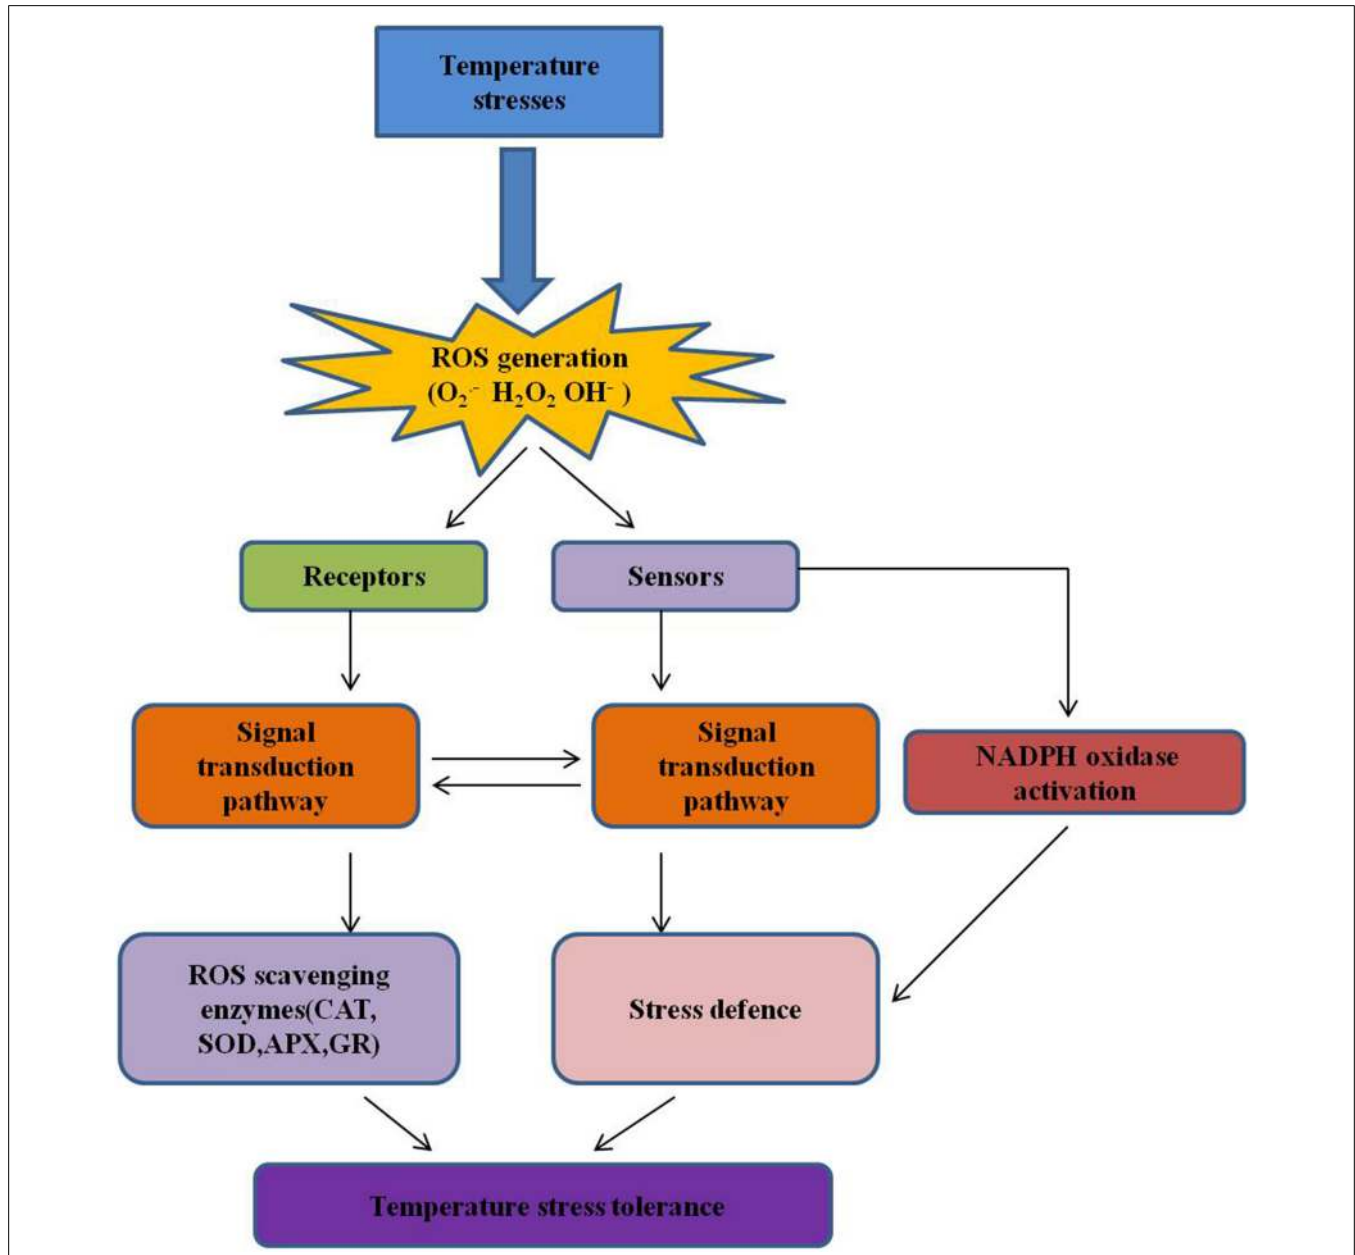 Temperature
stresses
ROS generation
(O₂·⁻ H₂O₂ OH⁻ )
Receptors
Sensors
Signal
transduction
pathway
Signal
transduction
pathway
NADPH oxidase
activation
ROS scavenging
enzymes(CAT,
SOD,APX,GR)
Stress defence
Temperature stress tolerance